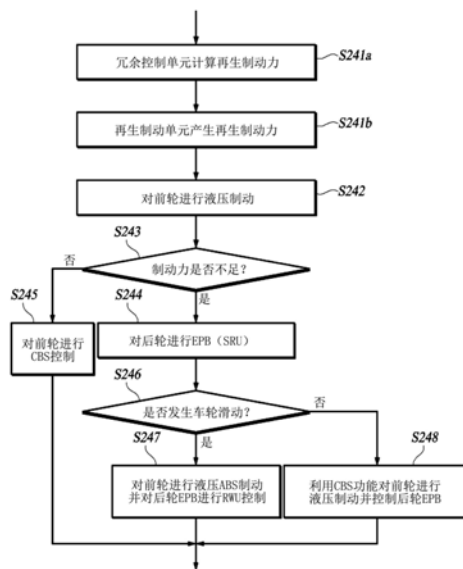 冗余控制单元计算再生制动力
S241a
再生制动单元产生再生制动力
S241b
对前轮进行液压制动
S242
S243
制动力是否不足?
否
是
S245
对前轮进行
CBS控制
S244
对后轮进行EPB（SRU）
S246
是否发生车轮滑动?
否
是
S247
对前轮进行液压ABS制动
并对后轮EPB进行RWU控制
S248
利用CBS功能对前轮进行
液压制动并控制后轮EPB